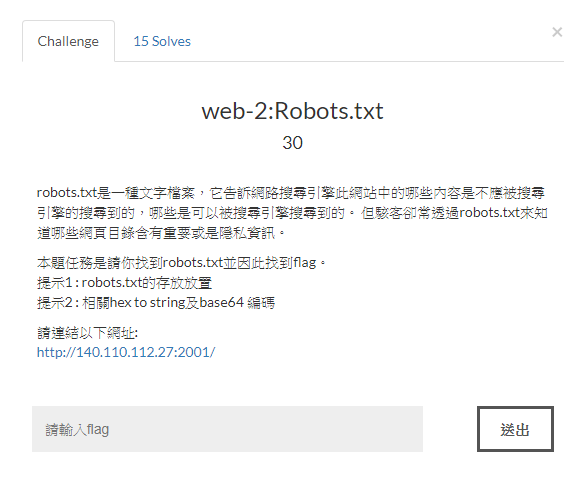 Challenge
15 Solves
×
web-2:Robots.txt
30
robots.txt是一種文字檔案，它告訴網路搜尋引擎此網站中的哪些內容是不應被搜尋
引擎的搜尋到的，哪些是可以被搜尋引擎搜尋到的。 但駭客卻常透過robots.txt來知
道哪些網頁目錄含有重要或是隱私資訊。
本題任務是請你找到robots.txt並因此找到flag。
提示1 : robots.txt的存放放置
提示2 : 相關hex to string及base64 編碼
請連結以下網址:
http://140.110.112.27:2001/
請輸入flag
送出